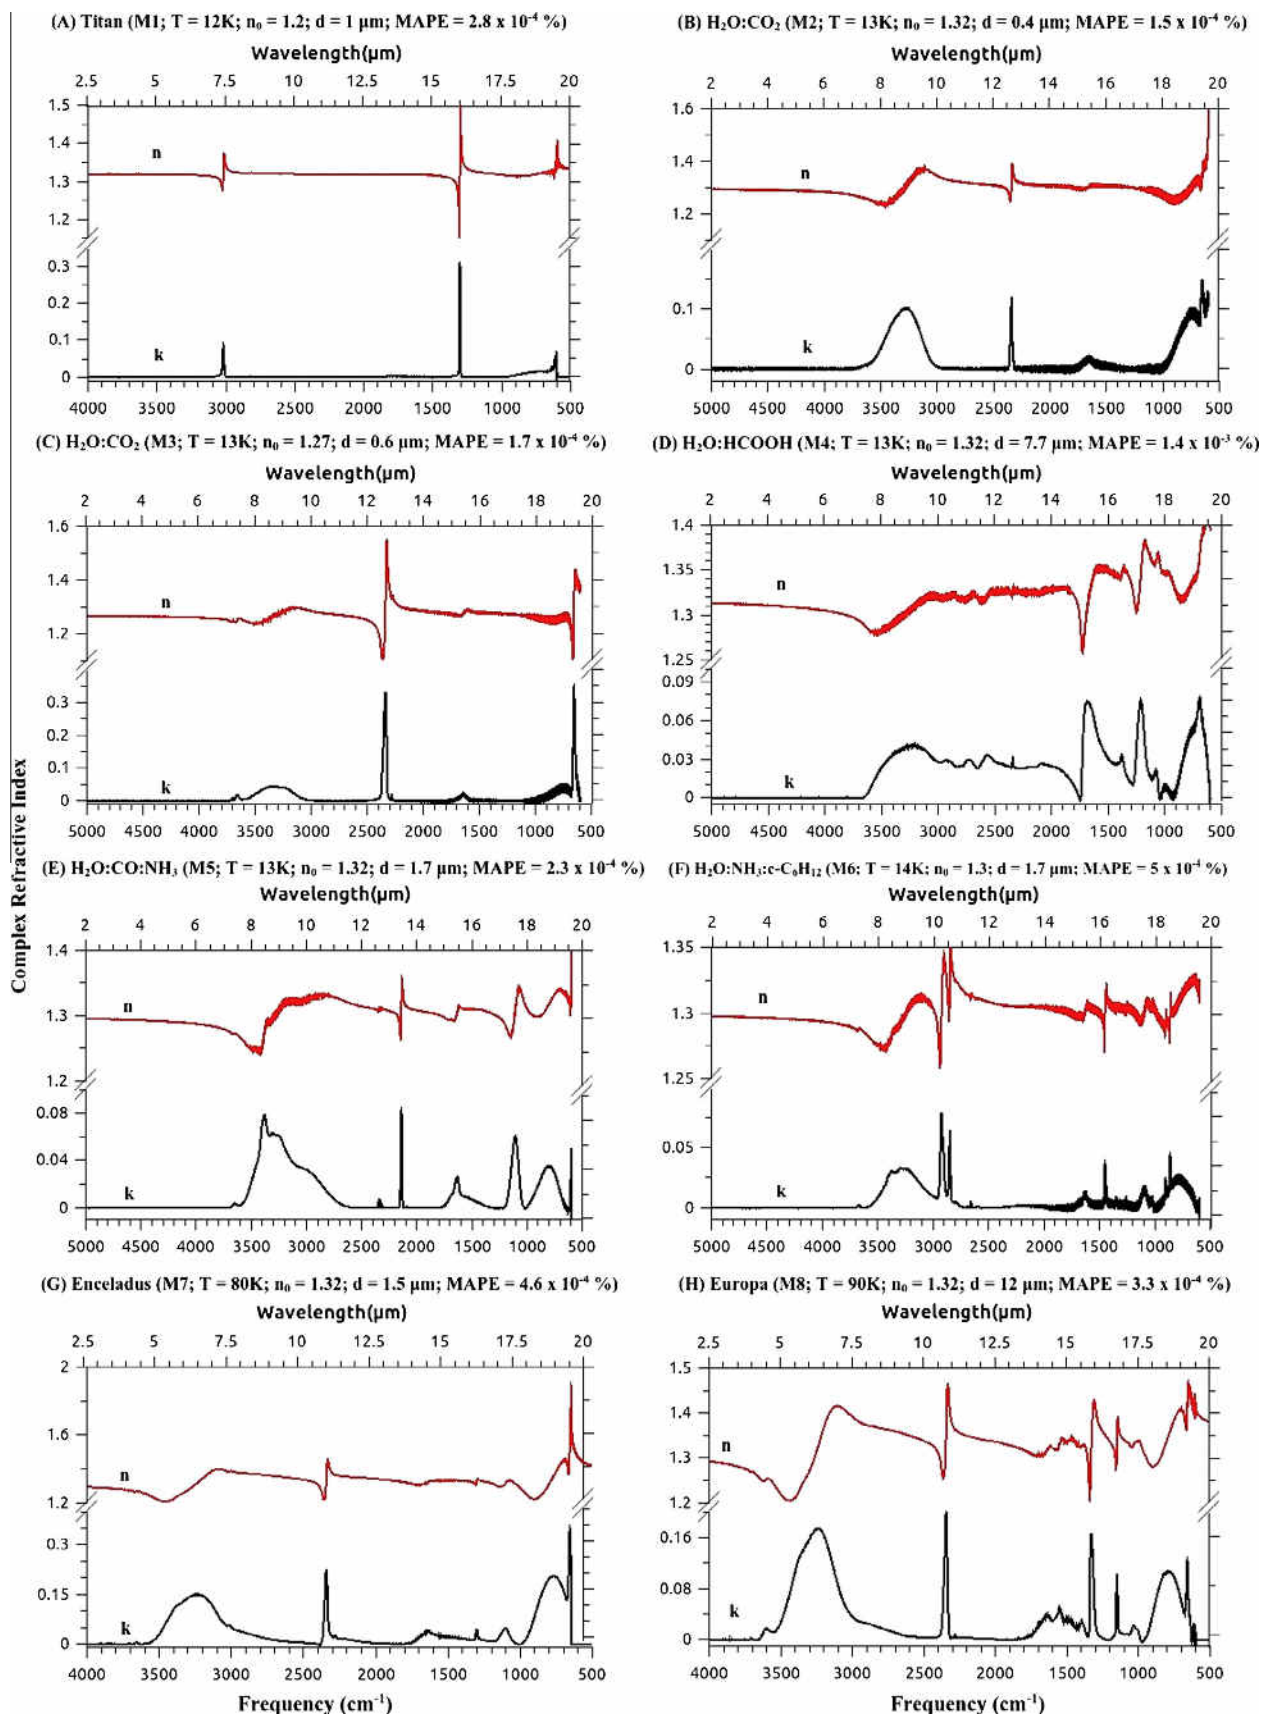 (A) Titan (M1; T = 12K; n₀ = 1.2; d = 1 μm; MAPE = 2.8 x 10⁻⁴ %)
Wavelength(μm)
2.5 5 7.5 10 12.5 15 17.5 20
1.5
1.4
n
1.3
1.2
0.3
0.2
0.1
k
0
4000 3500 3000 2500 2000 1500 1000 500
(B) H₂O:CO₂ (M2; T = 13K; n₀ = 1.32; d = 0.4 μm; MAPE = 1.5 x 10⁻⁴ %)
Wavelength(μm)
2 4 6 8 10 12 14 16 18 20
1.6
1.4
n
1.2
0.1
k
0
5000 4500 4000 3500 3000 2500 2000 1500 1000 500
(C) H₂O:CO₂ (M3; T = 13K; n₀ = 1.27; d = 0.6 μm; MAPE = 1.7 x 10⁻⁴ %)
Wavelength(μm)
2 4 6 8 10 12 14 16 18 20
1.6
1.4
n
1.2
0.3
0.2
0.1
k
0
5000 4500 4000 3500 3000 2500 2000 1500 1000 500
(D) H₂O:HCOOH (M4; T = 13K; n₀ = 1.32; d = 7.7 μm; MAPE = 1.4 x 10⁻³ %)
Wavelength(μm)
2 4 6 8 10 12 14 16 18 20
1.4
1.35
n
1.3
1.25
0.09
0.06
0.03
k
0
5000 4500 4000 3500 3000 2500 2000 1500 1000 500
Complex Refractive Index
(E) H₂O:CO:NH₃ (M5; T = 13K; n₀ = 1.32; d = 1.7 μm; MAPE = 2.3 x 10⁻⁴ %)
Wavelength(μm)
2 4 6 8 10 12 14 16 18 20
1.4
n
1.3
1.2
0.08
0.04
k
0
5000 4500 4000 3500 3000 2500 2000 1500 1000 500
(F) H₂O:NH₃:c-C₆H₁₂ (M6; T = 14K; n₀ = 1.3; d = 1.7 μm; MAPE = 5 x 10⁻⁴ %)
Wavelength(μm)
2 4 6 8 10 12 14 16 18 20
1.35
n
1.3
1.25
0.05
k
0
5000 4500 4000 3500 3000 2500 2000 1500 1000 500
(G) Enceladus (M7; T = 80K; n₀ = 1.32; d = 1.5 μm; MAPE = 4.6 x 10⁻⁴ %)
Wavelength(μm)
2.5 5 7.5 10 12.5 15 17.5 20
2
1.6
n
1.2
0.3
0.15
k
0
4000 3500 3000 2500 2000 1500 1000 500
Frequency (cm⁻¹)
(H) Europa (M8; T = 90K; n₀ = 1.32; d = 12 μm; MAPE = 3.3 x 10⁻⁴ %)
Wavelength(μm)
2.5 5 7.5 10 12.5 15 17.5 20
1.5
1.4
n
1.3
1.2
0.16
0.08
k
0
4000 3500 3000 2500 2000 1500 1000 500
Frequency (cm⁻¹)